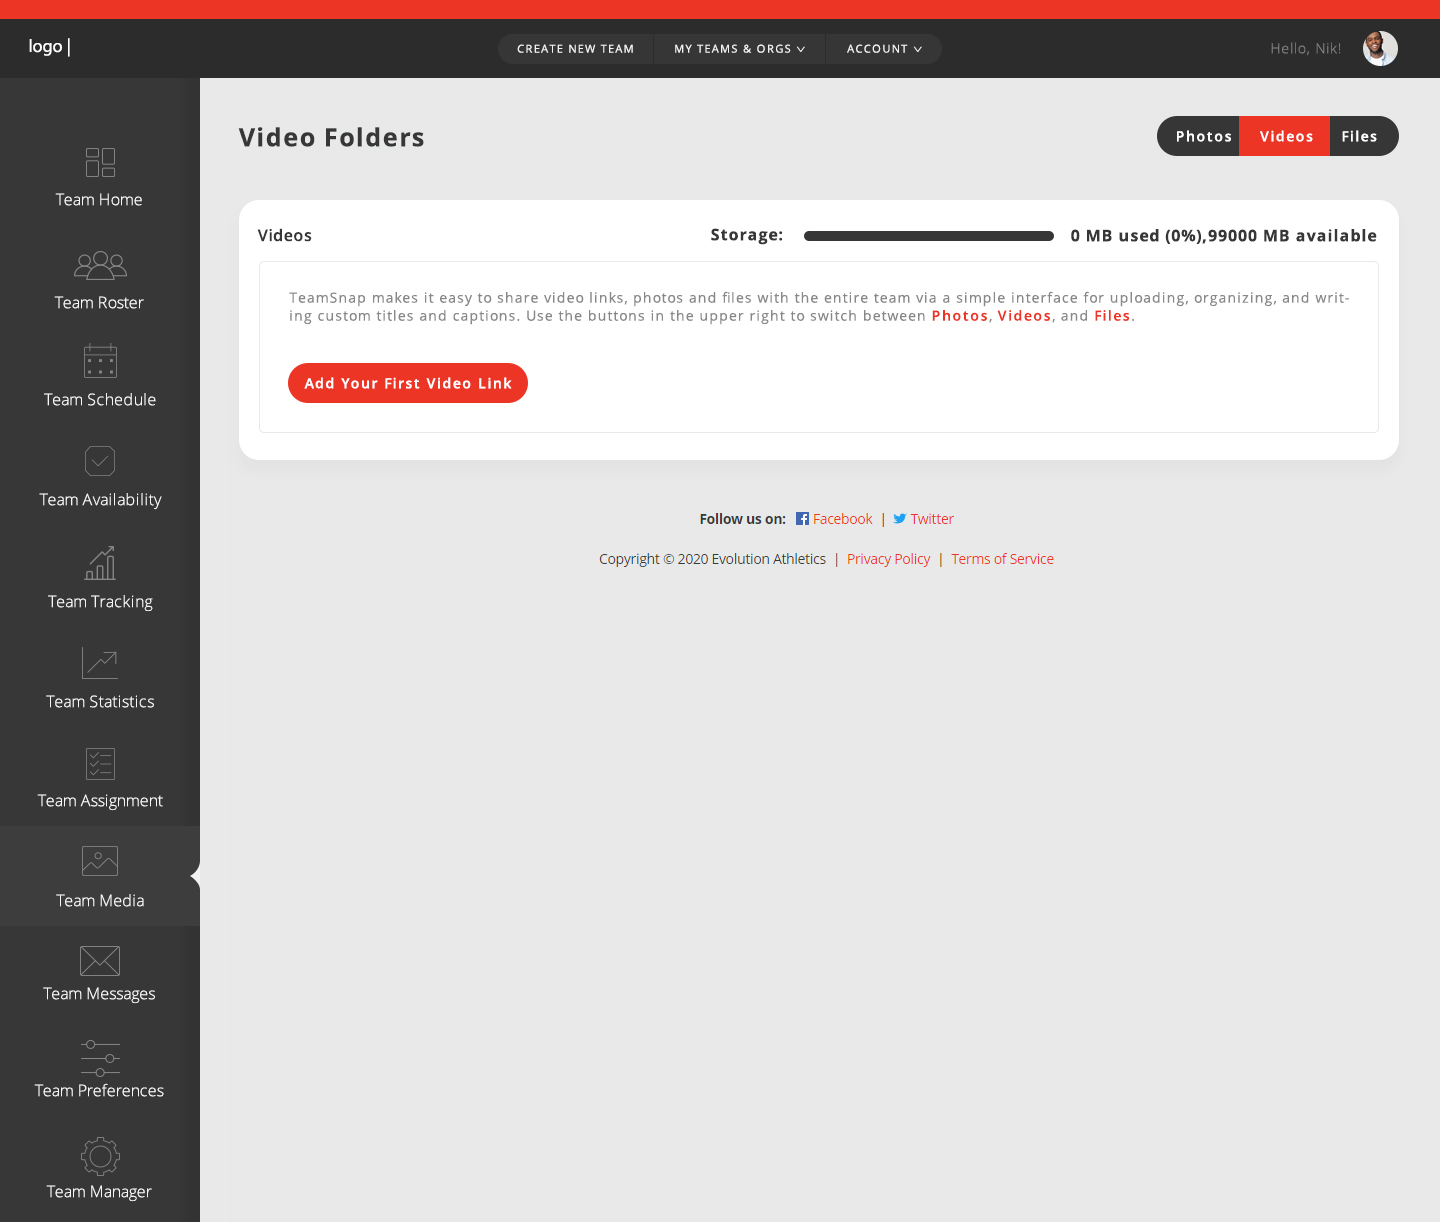 logo |
CREATE NEW TEAM
MY TEAMS & ORGS
ACCOUNT
Hello, Nik!
Team Home
Team Roster
Team Schedule
Team Availability
Team Tracking
Team Statistics
Team Assignment
Team Media
Team Messages
Team Preferences
Team Manager
Video Folders
Photos
Videos
Files
Videos
Storage:
0 MB used (0%),99000 MB available
TeamSnap makes it easy to share video links, photos and files with the entire team via a simple interface for uploading, organizing, and writ-
ing custom titles and captions. Use the buttons in the upper right to switch between Photos, Videos, and Files.
Add Your First Video Link
Follow us on: Facebook | Twitter
Copyright © 2020 Evolution Athletics | Privacy Policy | Terms of Service